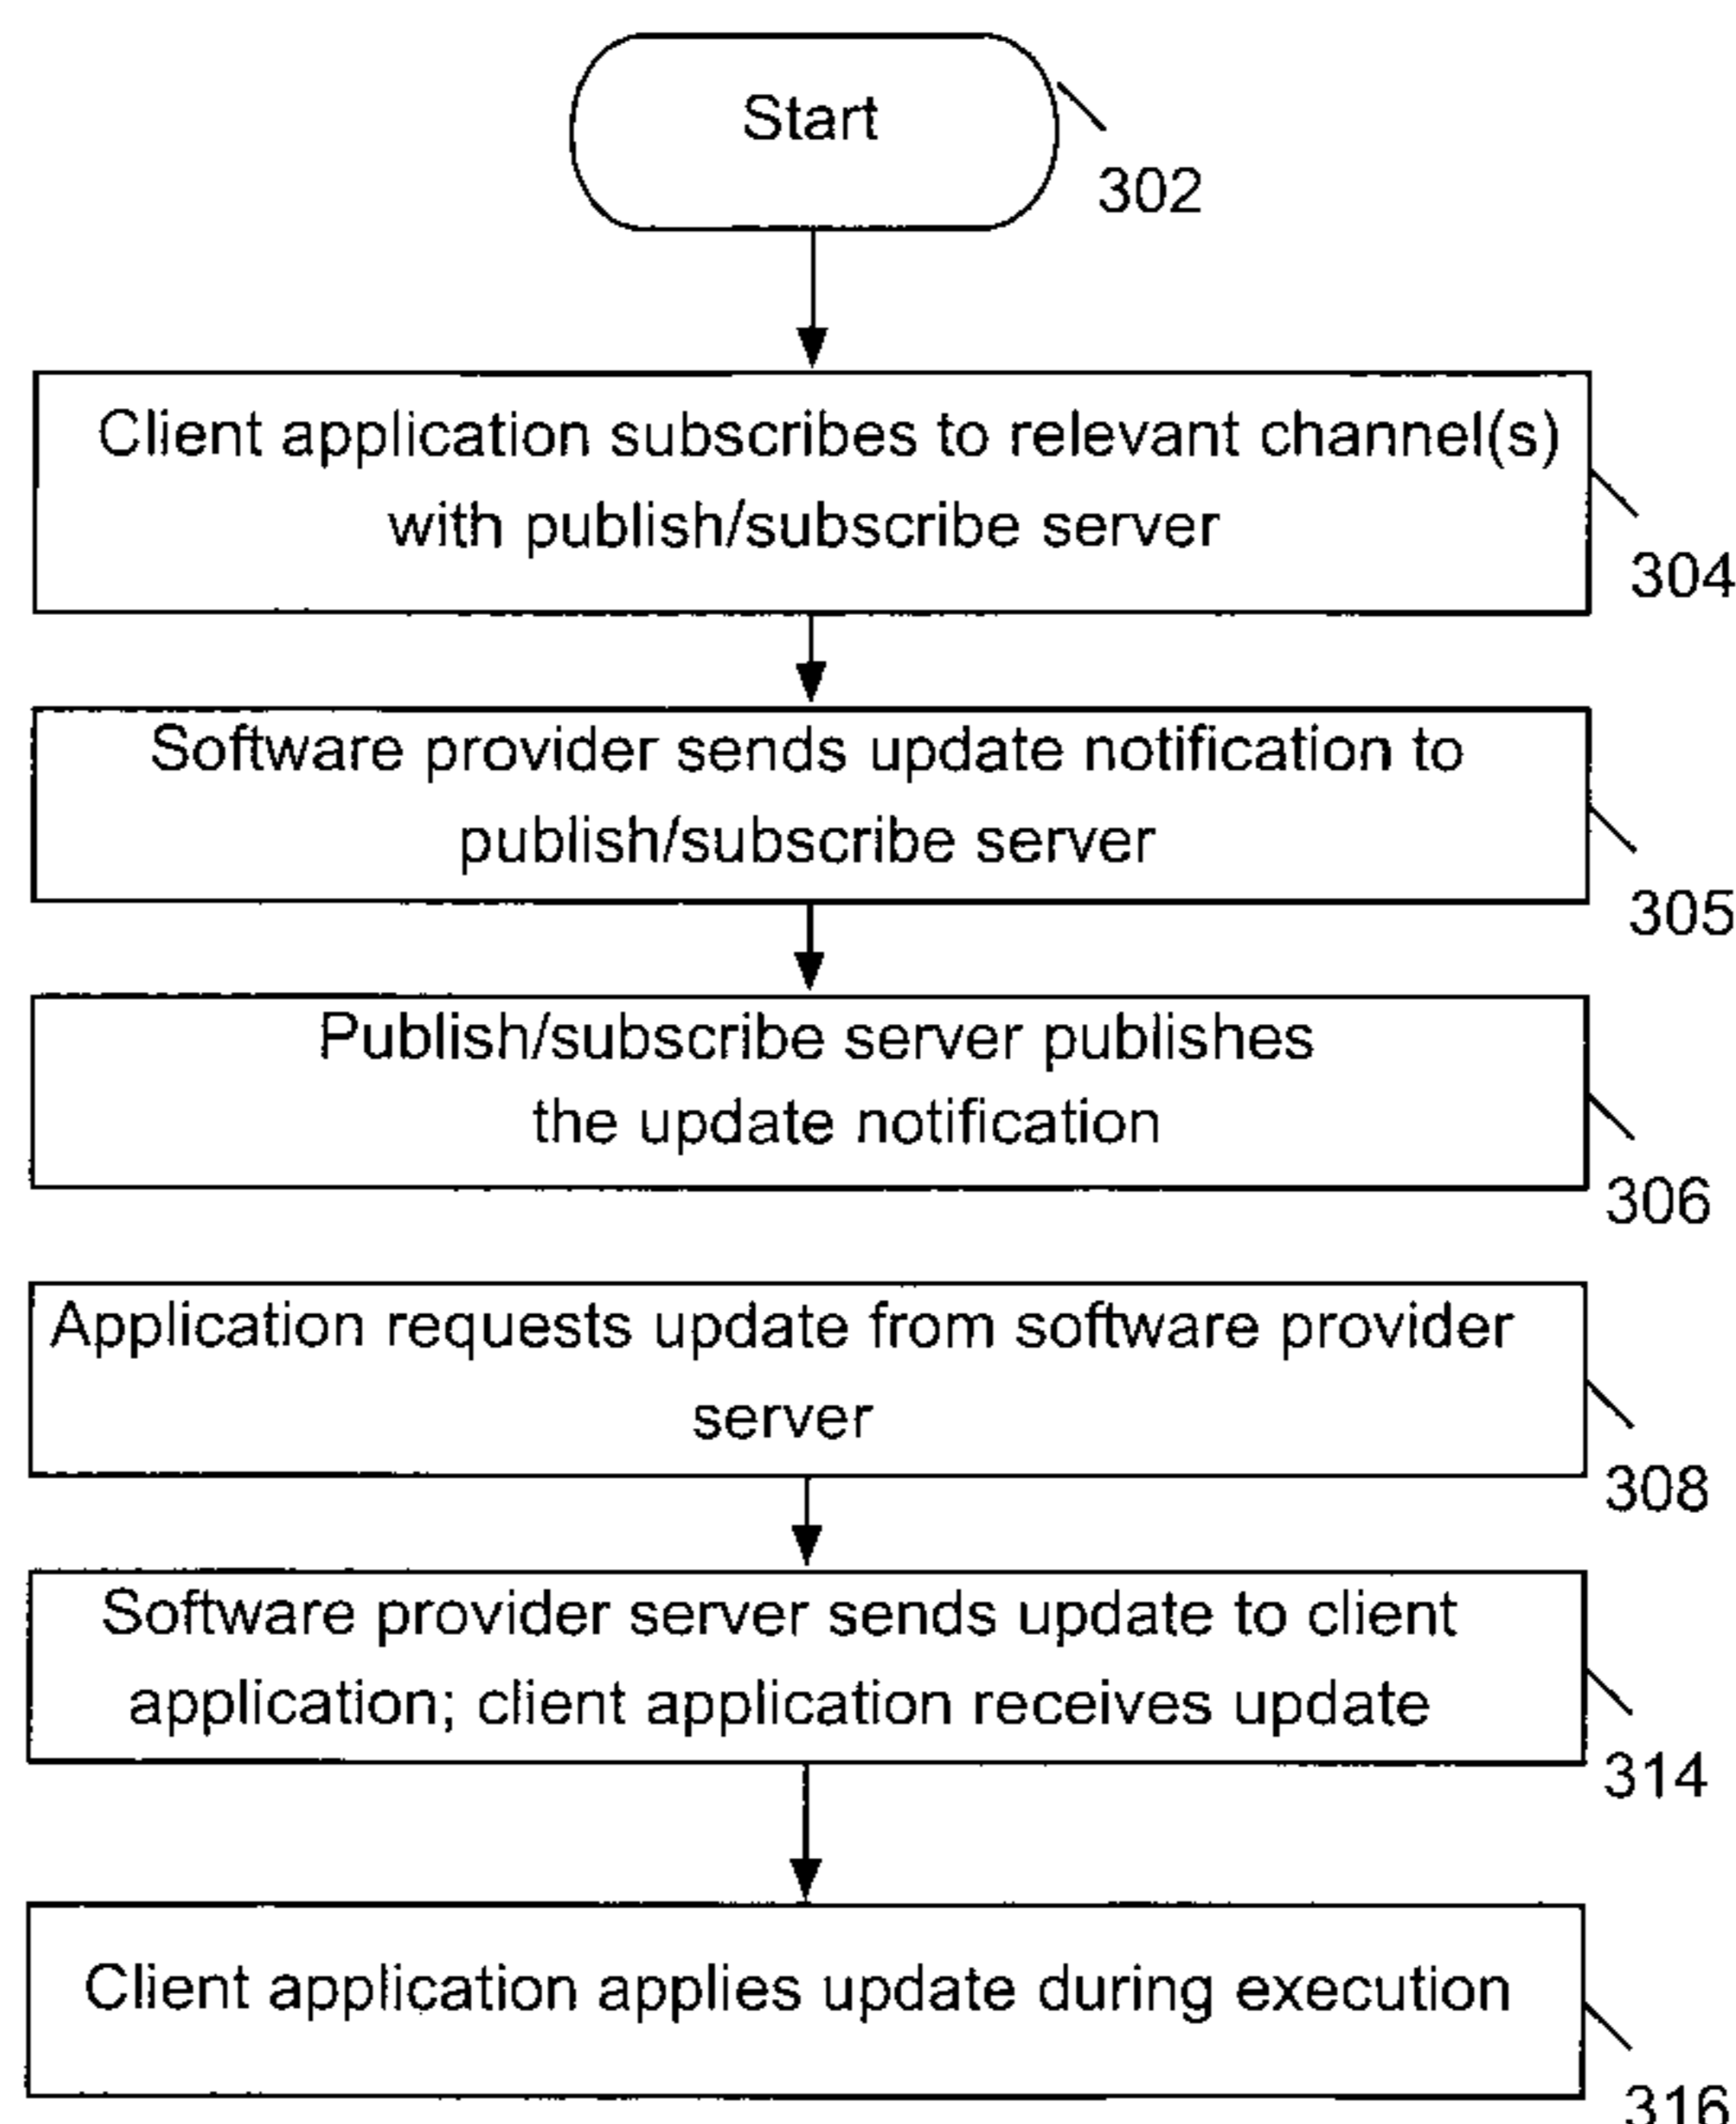 Start
302
Client application subscribes to relevant channel(s)
with publish/subscribe server
304
Software provider sends update notification to
publish/subscribe server
305
Publish/subscribe server publishes
the update notification
306
Application requests update from software provider
server
308
Software provider server sends update to client
application; client application receives update
314
Client application applies update during execution
316